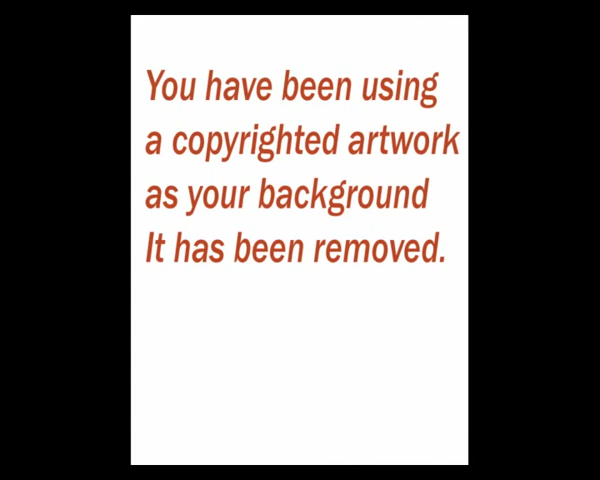 You have been using
a copyrighted artwork
as your background
It has been removed.